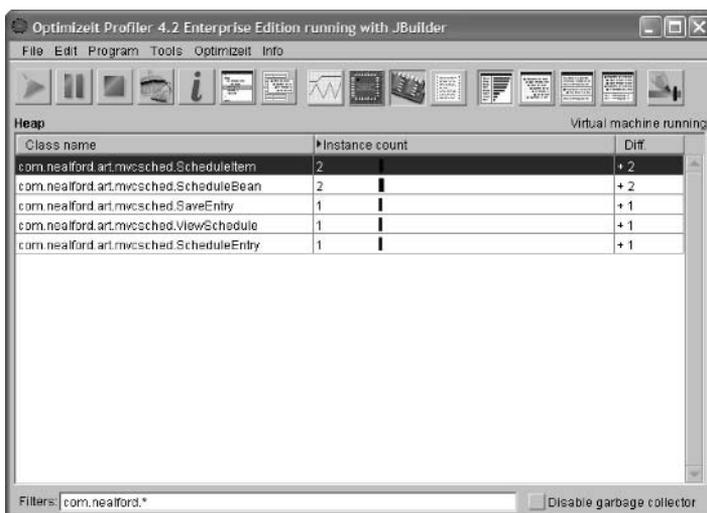 Optimizeit Profiler 4.2 Enterprise Edition running with JBuilder
File Edit Program Tools Optimizeit Info
Heap Virtual machine running
Class name Instance count Diff.
com.nealford.art.mvcsched.ScheduleItem 2 + 2
com.nealford.art.mvcsched.ScheduleBean 2 + 2
com.nealford.art.mvcsched.SaveEntry 1 + 1
com.nealford.art.mvcsched.ViewSchedule 1 + 1
com.nealford.art.mvcsched.ScheduleEntry 1 + 1
Filters: com.nealford.* Disable garbage collector